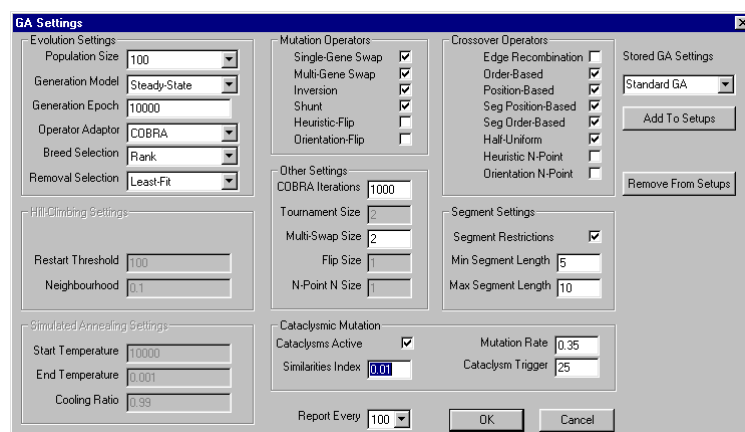 GA Settings
Evolution Settings
Population Size 100
Generation Model Steady-State
Generation Epoch 10000
Operator Adaptor COBRA
Breed Selection Rank
Removal Selection Least-Fit
Hill-Climbing Settings
Restart Threshold 100
Neighbourhood 0.1
Simulated Annealing Settings
Start Temperature 10000
End Temperature 0.001
Cooling Ratio 0.99
Mutation Operators
Single-Gene Swap
Multi-Gene Swap
Inversion
Shunt
Heuristic-Flip
Orientation-Flip
Other Settings
COBRA Iterations 1000
Tournament Size 2
Multi-Swap Size 2
Flip Size 1
N-Point N Size 1
Crossover Operators
Edge Recombination
Order-Based
Position-Based
Seg Position-Based
Seg Order-Based
Half-Uniform
Heuristic N-Point
Orientation N-Point
Segment Settings
Segment Restrictions
Min Segment Length 5
Max Segment Length 10
Cataclysmic Mutation
Cataclysms Active
Similarities Index 0.01
Mutation Rate 0.35
Cataclysm Trigger 25
Stored GA Settings
Standard GA
Add To Setups
Remove From Setups
Report Every 100
OK
Cancel